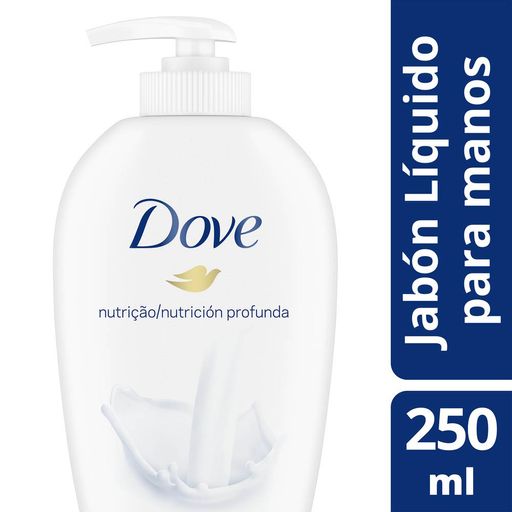 Dove
nutrição/nutrición profunda
Jabón Líquido
para manos
250
ml